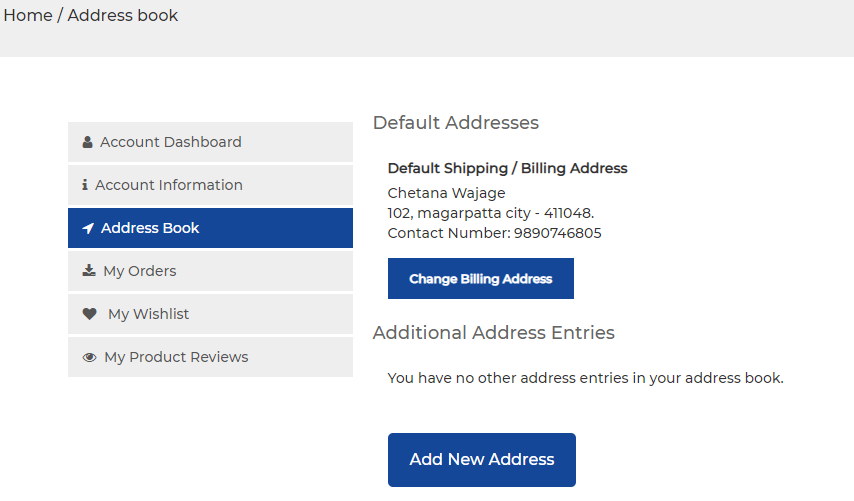 Home / Address book
Account Dashboard
Account Information
Address Book
My Orders
My Wishlist
My Product Reviews
Default Addresses
Default Shipping / Billing Address
Chetana Wajage
102, magarpatta city - 411048.
Contact Number: 9890746805
Change Billing Address
Additional Address Entries
You have no other address entries in your address book.
Add New Address